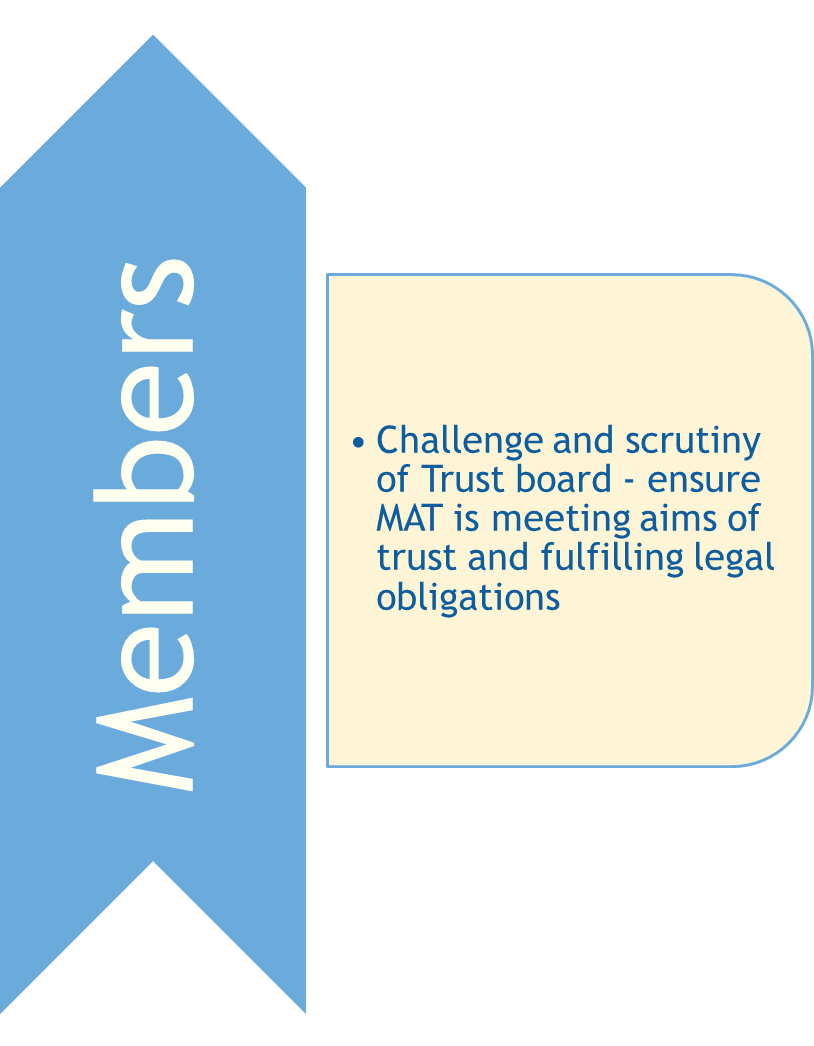 Members
• Challenge and scrutiny
of Trust board - ensure
MAT is meeting aims of
trust and fulfilling legal
obligations